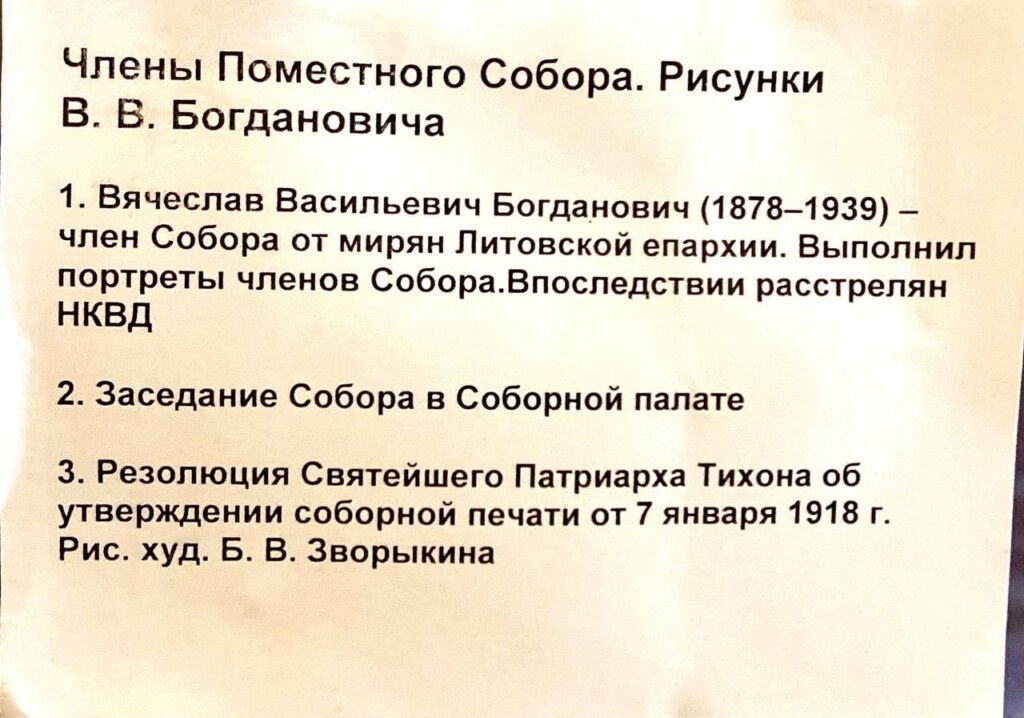 Члены Поместного Собора. Рисунки
В. В. Богдановича
1. Вячеслав Васильевич Богданович (1878–1939) –
член Собора от мирян Литовской епархии. Выполнил
портреты членов Собора.Впоследствии расстрелян
НКВД
2. Заседание Собора в Соборной палате
3. Резолюция Святейшего Патриарха Тихона об
утверждении соборной печати от 7 января 1918 г.
Рис. худ. Б. В. Зворыкина